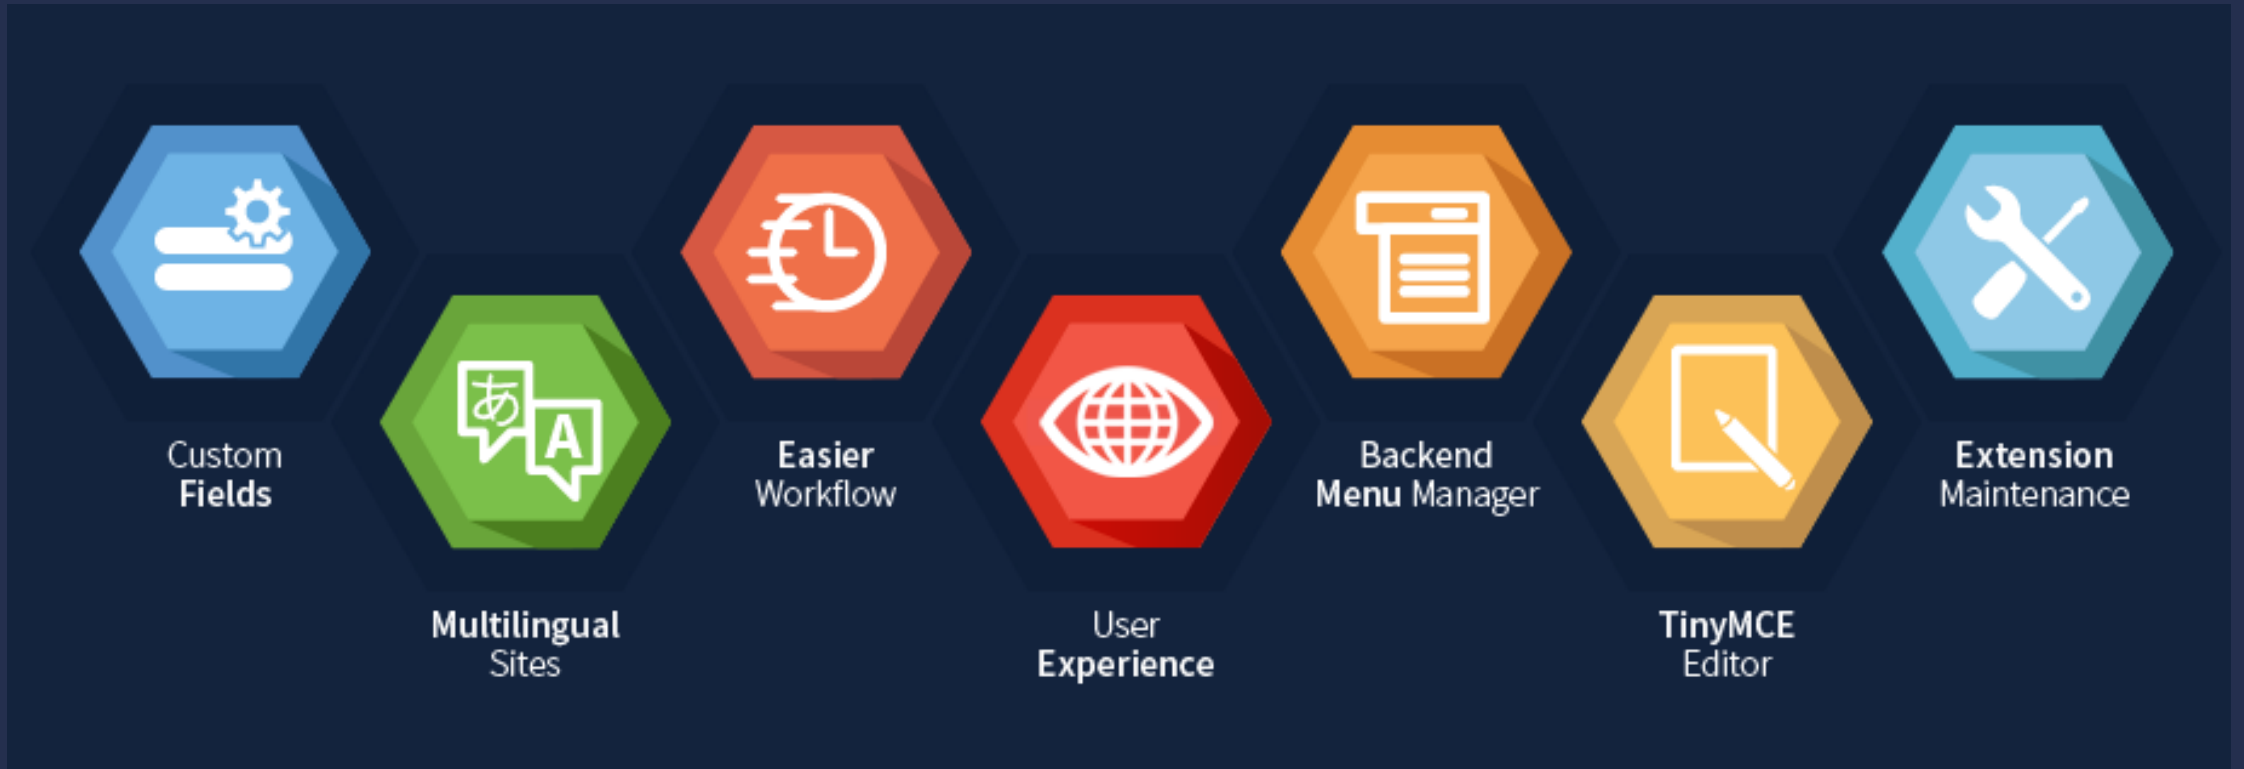 Custom
Fields
あ
A
Multilingual
Sites
Easier
Workflow
User
Experience
Backend
Menu Manager
TinyMCE
Editor
Extension
Maintenance